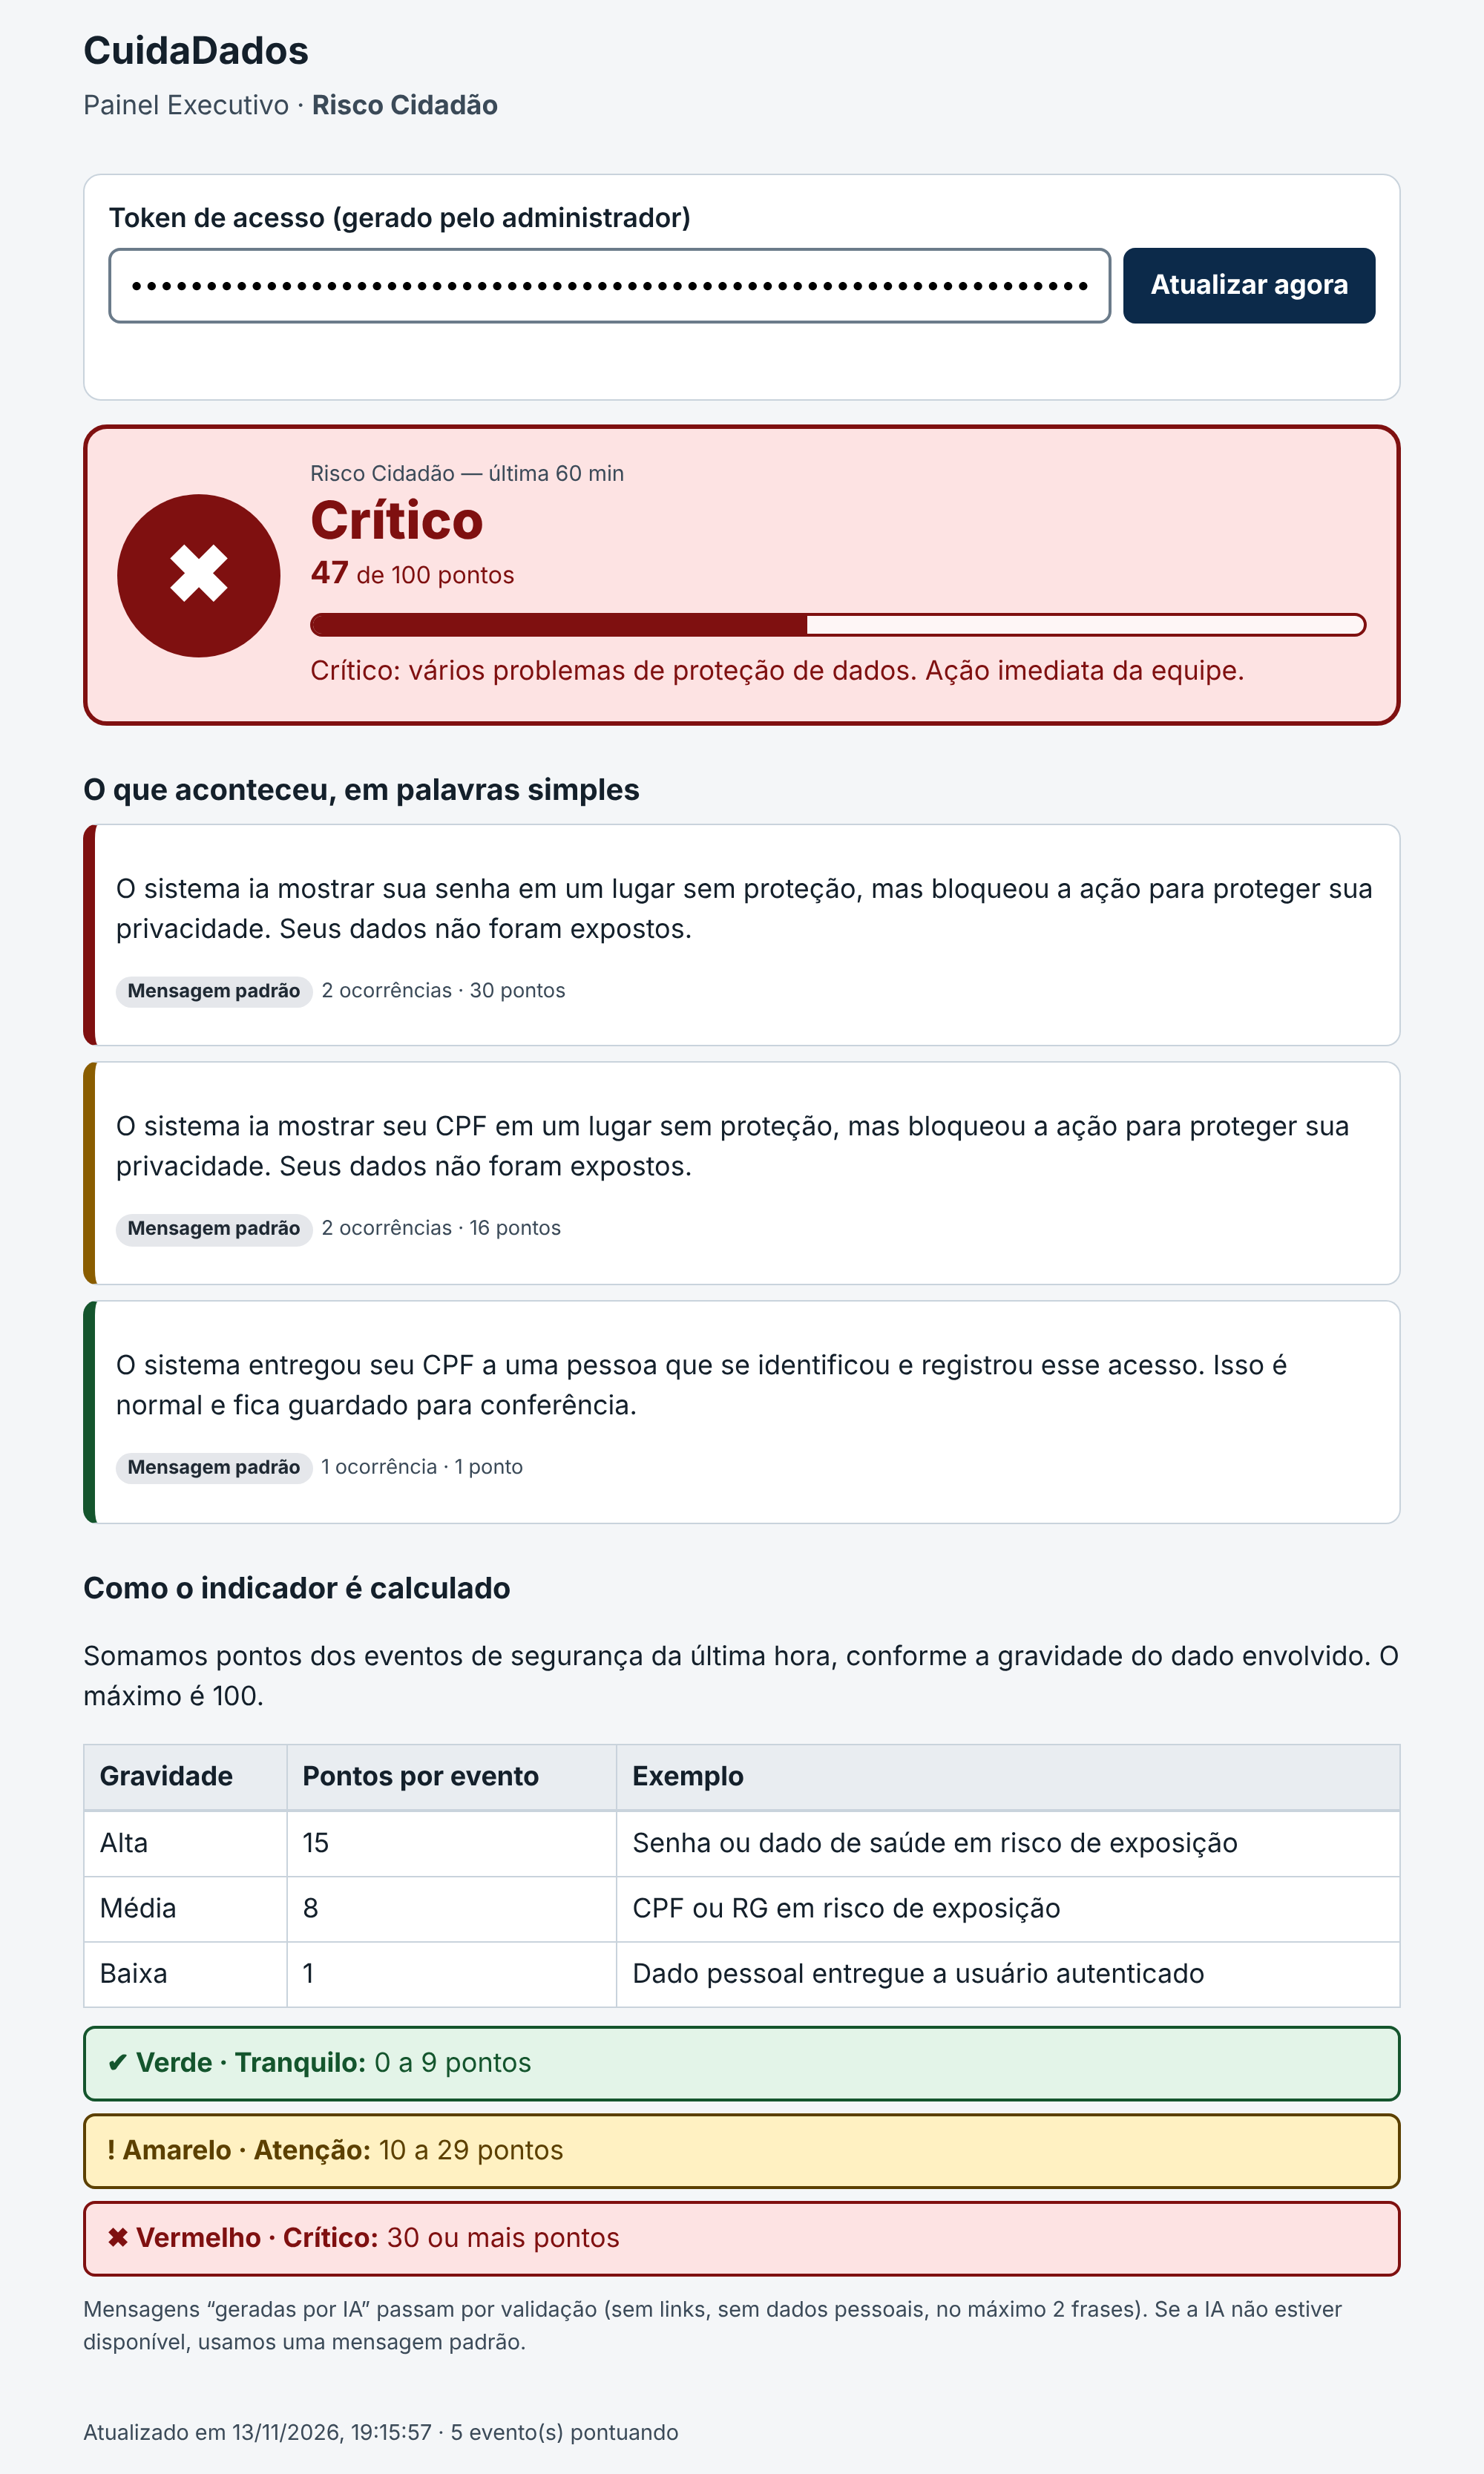 CuidaDados
Painel Executivo · Risco Cidadão
Token de acesso (gerado pelo administrador)
Atualizar agora
Risco Cidadão — última 60 min
Crítico
47 de 100 pontos
Crítico: vários problemas de proteção de dados. Ação imediata da equipe.
O que aconteceu, em palavras simples
O sistema ia mostrar sua senha em um lugar sem proteção, mas bloqueou a ação para proteger sua
privacidade. Seus dados não foram expostos.
Mensagem padrão 2 ocorrências · 30 pontos
O sistema ia mostrar seu CPF em um lugar sem proteção, mas bloqueou a ação para proteger sua
privacidade. Seus dados não foram expostos.
Mensagem padrão 2 ocorrências · 16 pontos
O sistema entregou seu CPF a uma pessoa que se identificou e registrou esse acesso. Isso é
normal e fica guardado para conferência.
Mensagem padrão 1 ocorrência · 1 ponto
Como o indicador é calculado
Somamos pontos dos eventos de segurança da última hora, conforme a gravidade do dado envolvido. O
máximo é 100.
Gravidade Pontos por evento Exemplo
Alta 15 Senha ou dado de saúde em risco de exposição
Média 8 CPF ou RG em risco de exposição
Baixa 1 Dado pessoal entregue a usuário autenticado
✔ Verde · Tranquilo: 0 a 9 pontos
! Amarelo · Atenção: 10 a 29 pontos
✖ Vermelho · Crítico: 30 ou mais pontos
Mensagens “geradas por IA” passam por validação (sem links, sem dados pessoais, no máximo 2 frases). Se a IA não estiver
disponível, usamos uma mensagem padrão.
Atualizado em 13/11/2026, 19:15:57 · 5 evento(s) pontuando